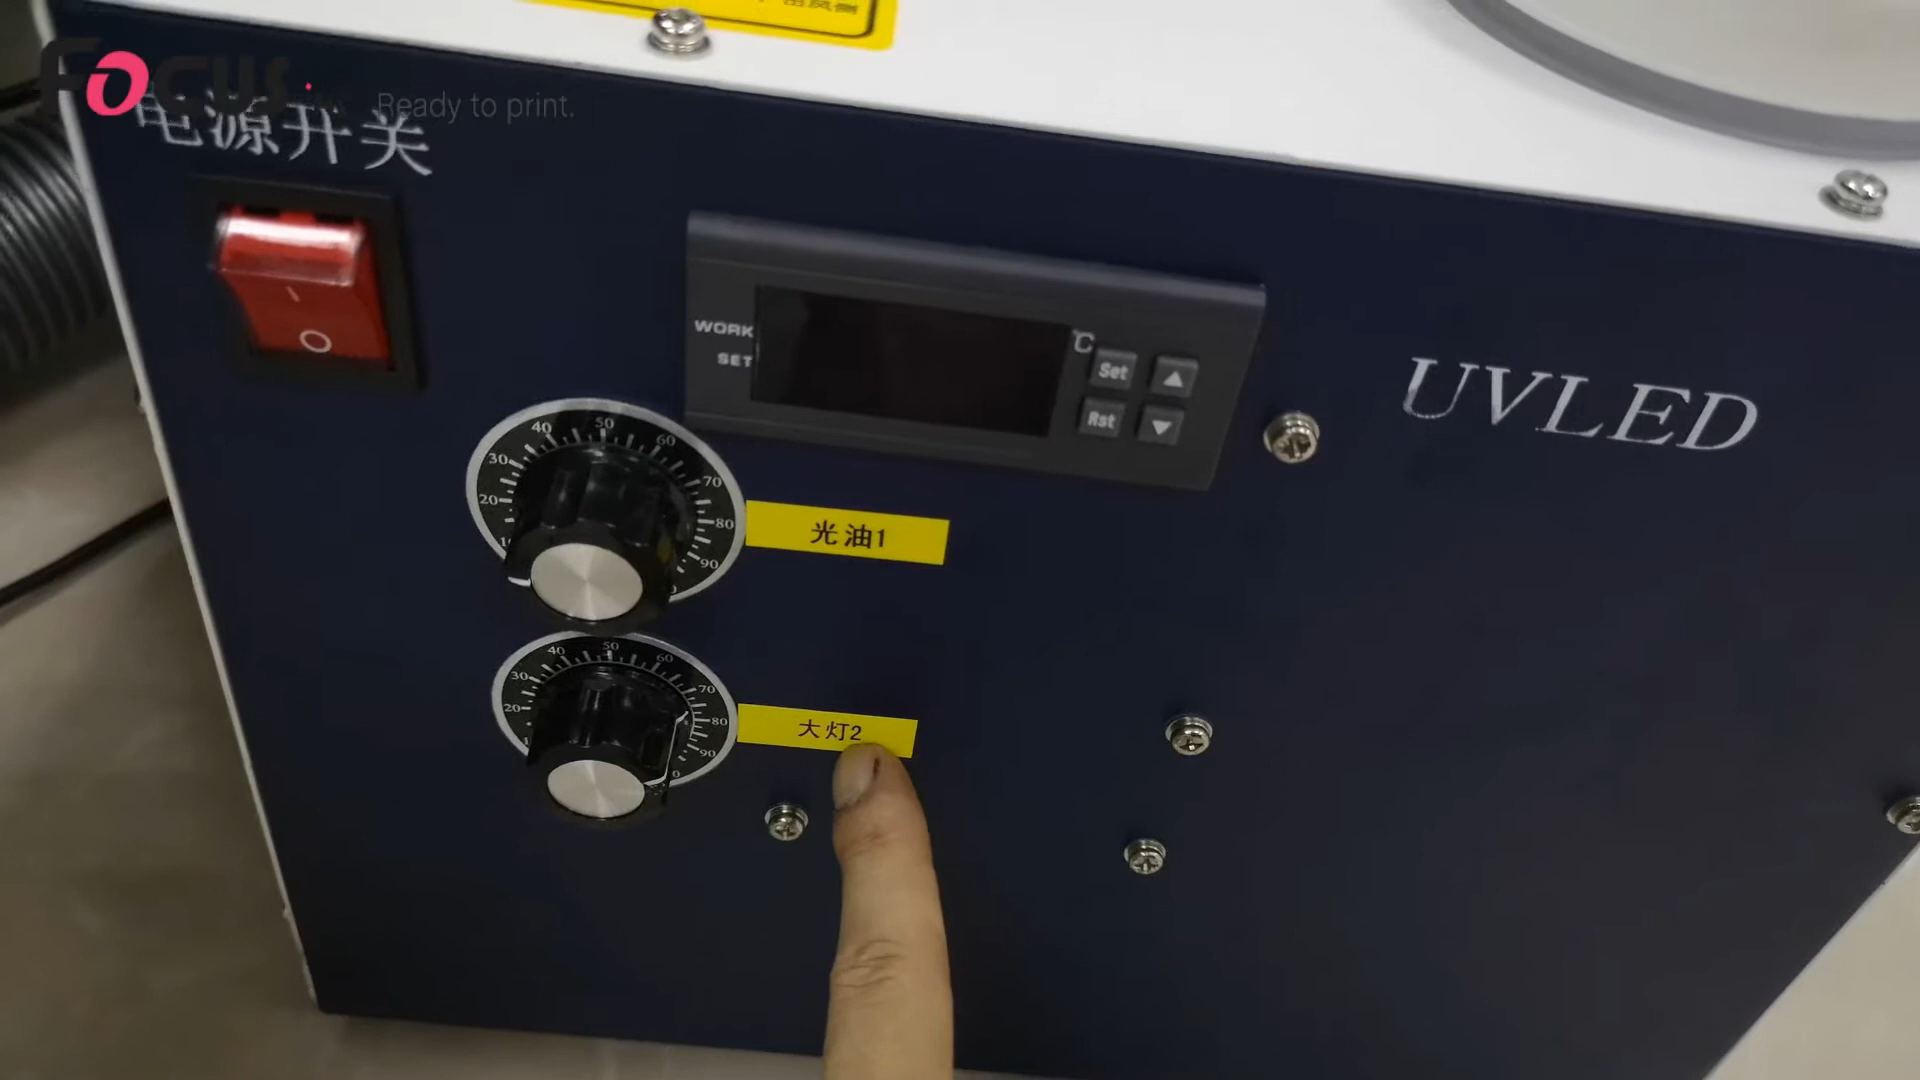 FOCUS.
Ready to print.
电源开关
WORK
SET
℃
Set
Rst
UVLED
40 50 60
30 70
20 80
90
光油1
40 50 60
30 70
20 80
90
大灯2